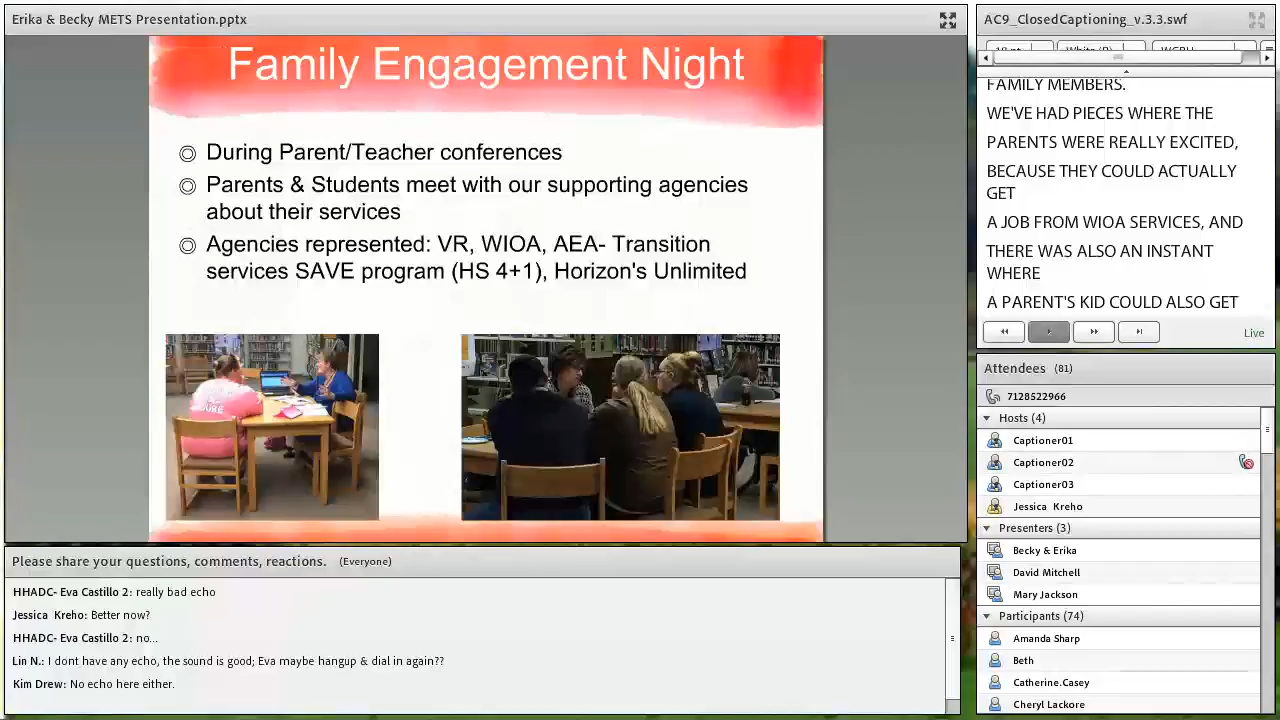 Erika & Becky METS Presentation.pptx
Family Engagement Night
During Parent/Teacher conferences
Parents & Students meet with our supporting agencies
about their services
Agencies represented: VR, WIOA, AEA- Transition
services SAVE program (HS 4+1), Horizon's Unlimited
Please share your questions, comments, reactions. (Everyone)
HHADC- Eva Castillo 2: really bad echo
Jessica Kreho: Better now?
HHADC- Eva Castillo 2: no...
Lin N.: I dont have any echo, the sound is good; Eva maybe hangup & dial in again??
Kim Drew: No echo here either.
AC9_ClosedCaptioning_v.3.3.swf
FAMILY MEMBERS.
WE'VE HAD PIECES WHERE THE
PARENTS WERE REALLY EXCITED,
BECAUSE THEY COULD ACTUALLY
GET
A JOB FROM WIOA SERVICES, AND
THERE WAS ALSO AN INSTANT
WHERE
A PARENT'S KID COULD ALSO GET
Live
Attendees (81)
7128522966
Hosts (4)
Captioner01
Captioner02
Captioner03
Jessica Kreho
Presenters (3)
Becky & Erika
David Mitchell
Mary Jackson
Participants (74)
Amanda Sharp
Beth
Catherine.Casey
Cheryl Lackore